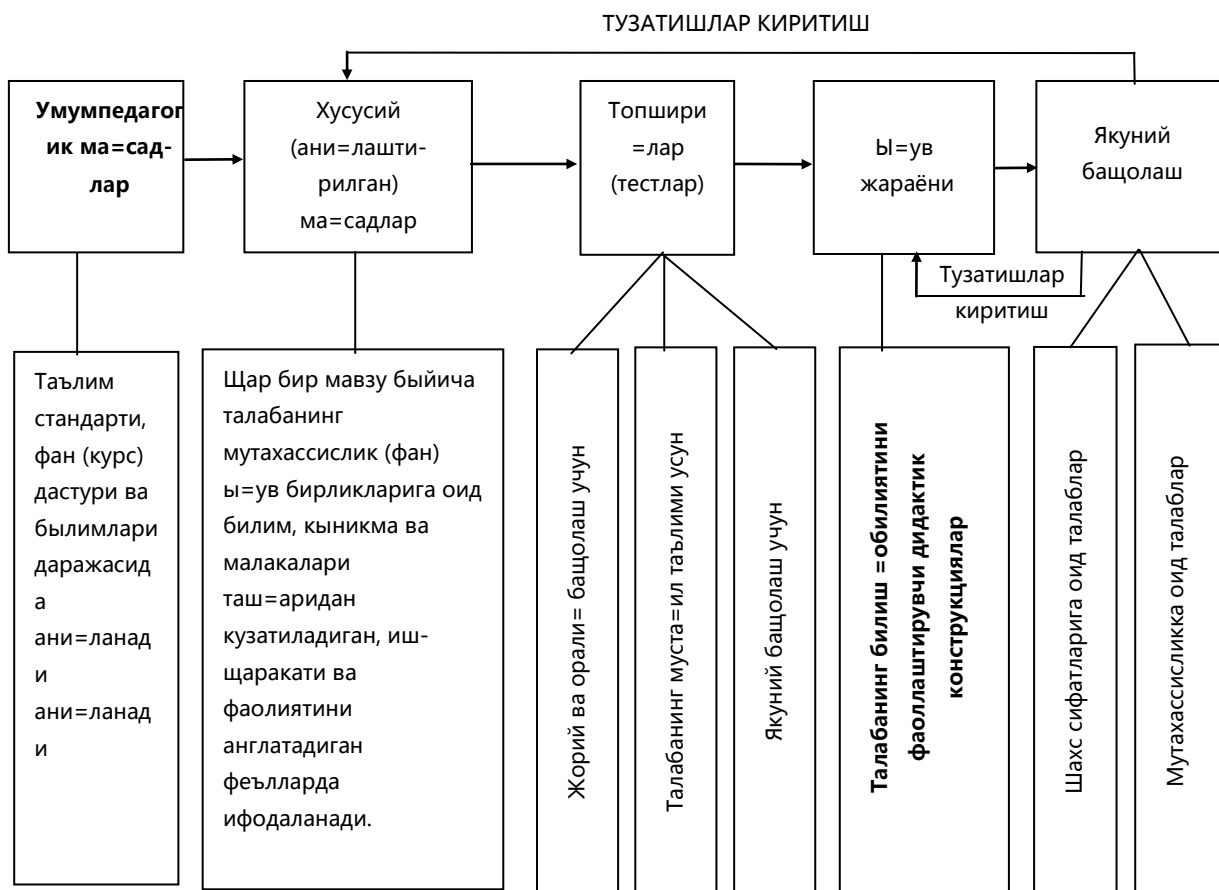 ТУЗАТИШЛАР КИРИТИШ
Умумпедагог
ик ма=сад-
лар
Хусусий
(ани=лашти-
рилган)
ма=садлар
Топшири
=лар
(тестлар)
Ы=ув
жараёни
Якуний
бащолаш
Тузатишлар
киритиш
Таълим
стандарти,
фан (курс)
дастури ва
былимлари
даражасид
а
ани=ланад
и
ани=ланад
и
Щар бир мавзу быйича
талабанинг
мутахассислик (фан)
ы=ув бирликларига оид
билим, кыникма ва
малакалари
таш=аридан
кузатиладиган, иш-
щаракати ва
фаолиятини
англатадиган
феълларда
ифодаланади.
Жорий ва орали= бащолаш учун
Талабанинг муста=ил таълими усун
Якуний бащолаш учун
Талабанинг билиш =обилиятини
фаоллаштирувчи дидактик
конструкциялар
Шахс сифатларига оид талаблар
Мутахассисликка оид талаблар